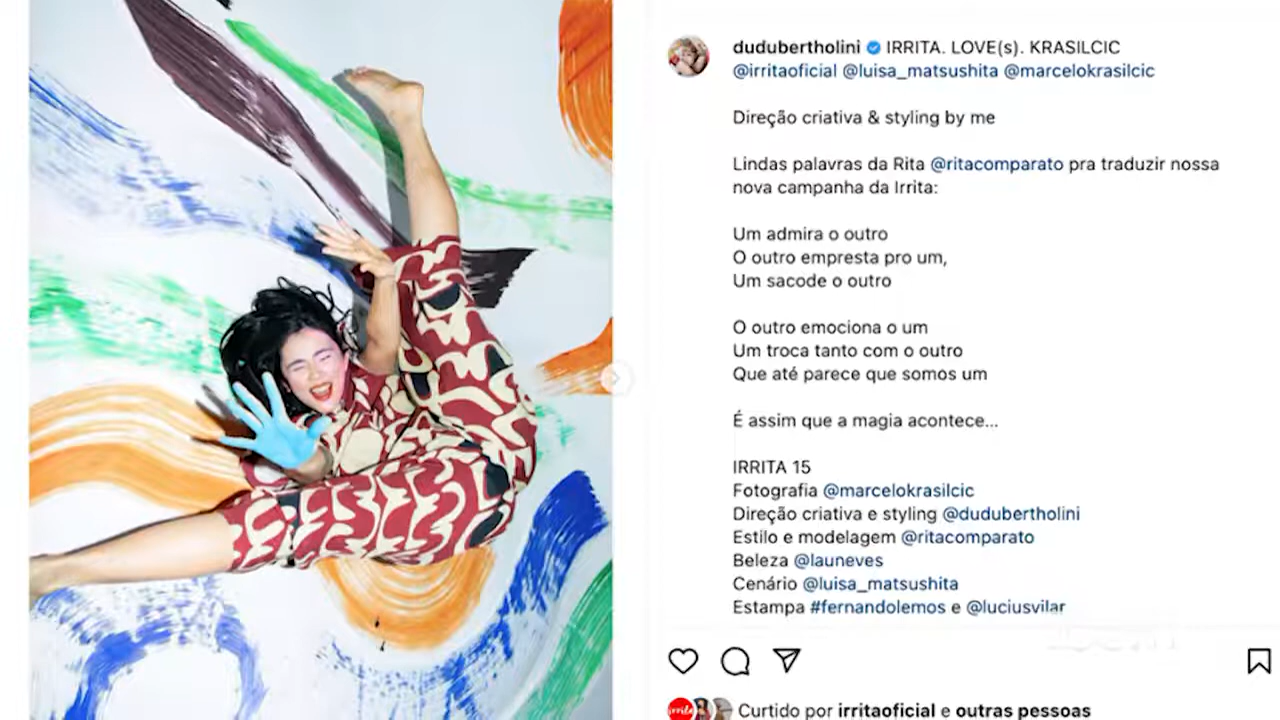 dudubertholini IRRITA. LOVE(s). KRASILCIC
@irritaoficial @luisa_matsushita @marcelokrasilcic
Direção criativa & styling by me
Lindas palavras da Rita @ritacomparato pra traduzir nossa
nova campanha da Irrita:
Um admira o outro
O outro empresta pro um,
Um sacode o outro
O outro emociona o um
Um troca tanto com o outro
Que até parece que somos um
É assim que a magia acontece...
IRRITA 15
Fotografia @marcelokrasilcic
Direção criativa e styling @dudubertholini
Estilo e modelagem @ritacomparato
Beleza @launeves
Cenário @luisa_matsushita
Estampa #fernandolemos e @luciusvilar
irrita
Curtido por irritaoficial e outras pessoas